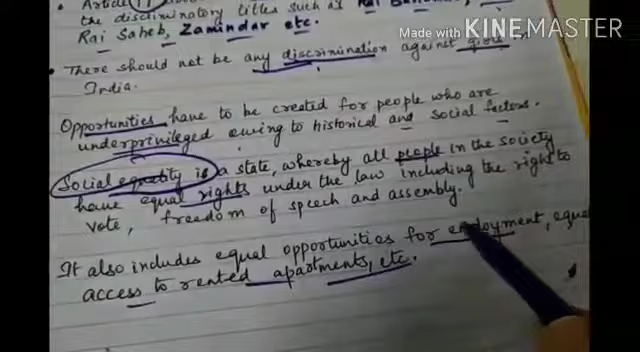 Article 17
the discriminatory titles such as Rai
Rai Saheb, Zamindar etc.
Made with KINEMASTER
There should not be any discrimination against girls in
India.
Opportunities have to be created for people who are
underprivileged owing to historical and social factors.
Social equality is a state, whereby all people in the society
have equal rights under the law including the right to
vote, freedom of speech and assembly.
It also includes equal opportunities for employment, equal
access to rented apartments, etc.